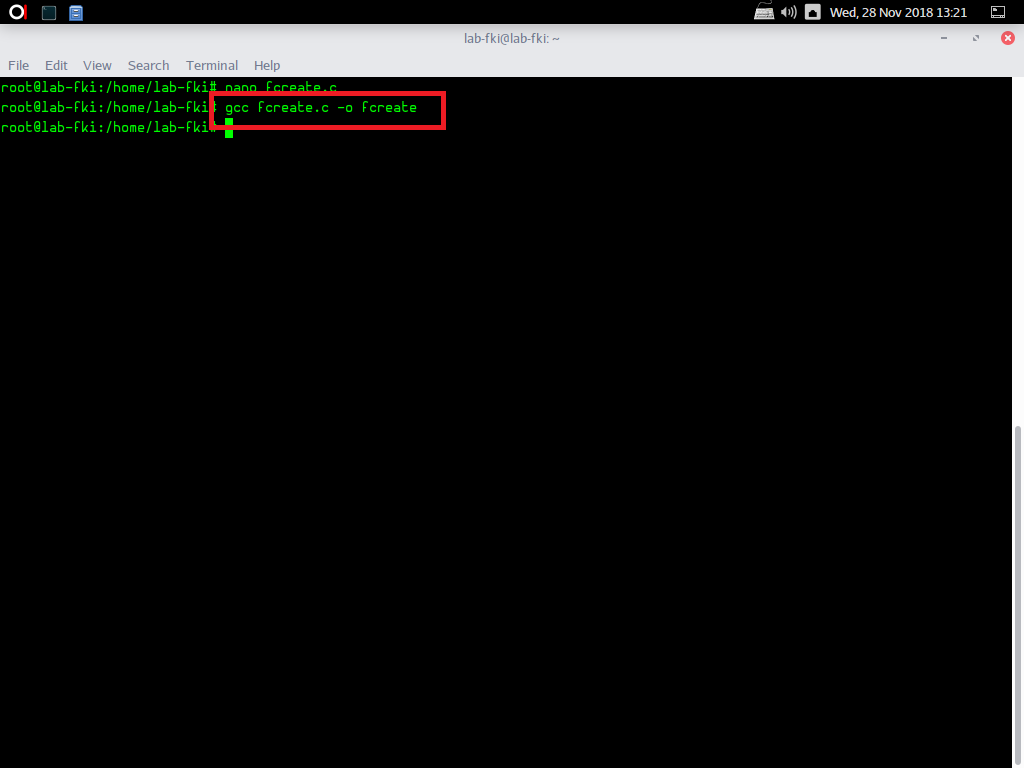 Wed, 28 Nov 2018 13:21
lab-fki@lab-fki: ~
File Edit View Search Terminal Help
root@lab-fki:/home/lab-fki# nano fcreate.c
root@lab-fki:/home/lab-fki# gcc fcreate.c -o fcreate
root@lab-fki:/home/lab-fki#